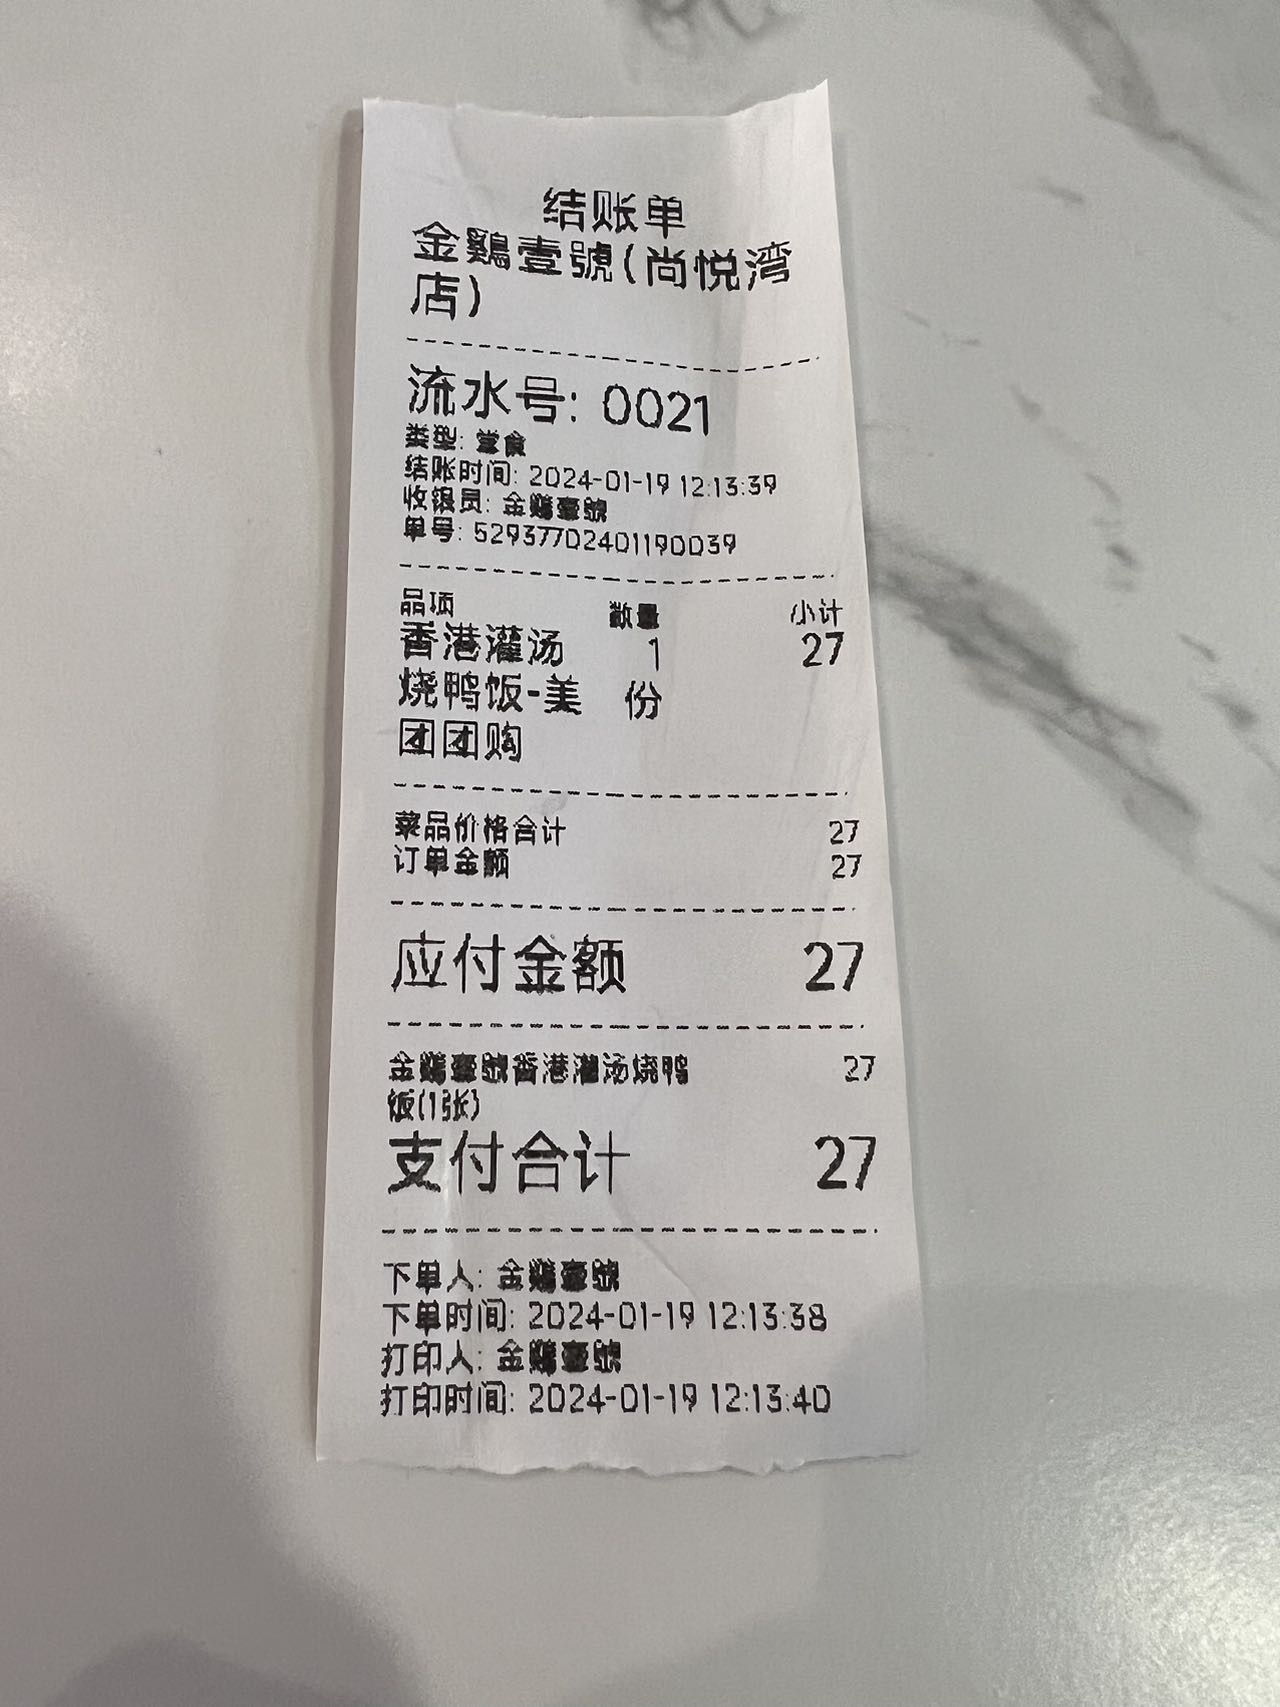 结账单
金鷄壹號(尚悦湾
店)
流水号: 0021
类型: 堂食
结账时间: 2024-01-19 12:13:39
收银员: 金鷄壹號
单号: 52937702401190039
品项 数量 小计
香港灌汤 1 27
烧鸭饭-美 份
团团购
菜品价格合计 27
订单金额 27
应付金额 27
金鷄壹號香港灌汤烧鸭 27
饭(1张)
支付合计 27
下单人: 金鷄壹號
下单时间: 2024-01-19 12:13:38
打印人: 金鷄壹號
打印时间: 2024-01-19 12:13:40